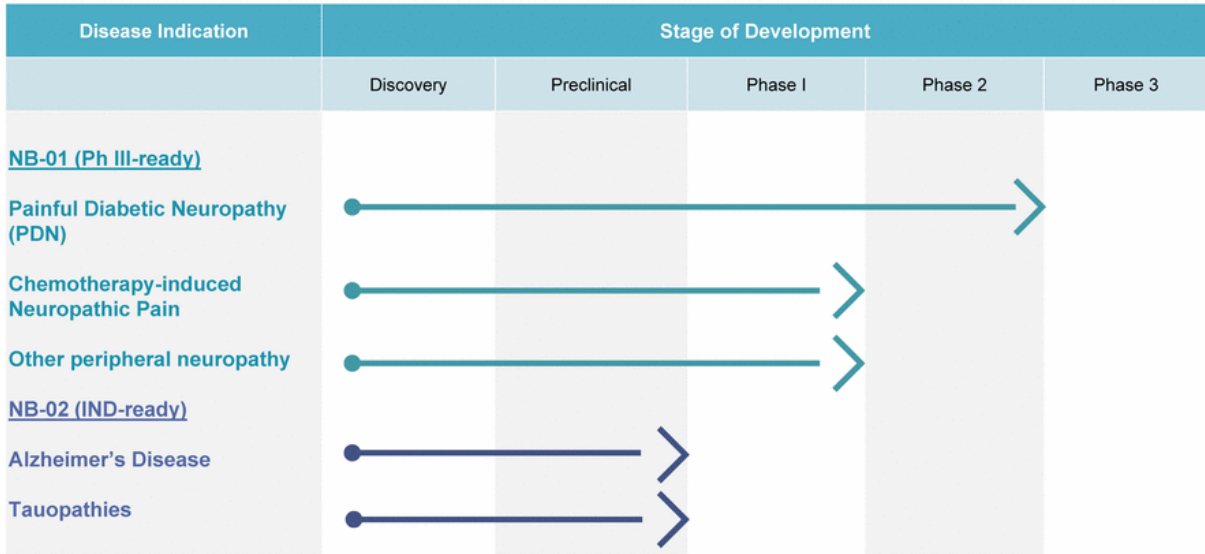 Disease Indication
Stage of Development
Discovery
Preclinical
Phase I
Phase 2
Phase 3
NB-01 (Ph III-ready)
Painful Diabetic Neuropathy
(PDN)
Chemotherapy-induced
Neuropathic Pain
Other peripheral neuropathy
NB-02 (IND-ready)
Alzheimer's Disease
Tauopathies